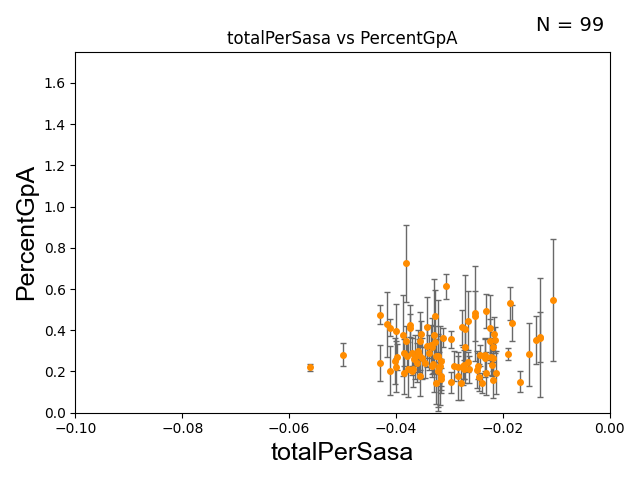 N = 99
totalPerSasa vs PercentGpA
PercentGpA
1.6
1.4
1.2
1.0
0.8
0.6
0.4
0.2
0.0
−0.10 −0.08 −0.06 −0.04 −0.02 0.00
totalPerSasa